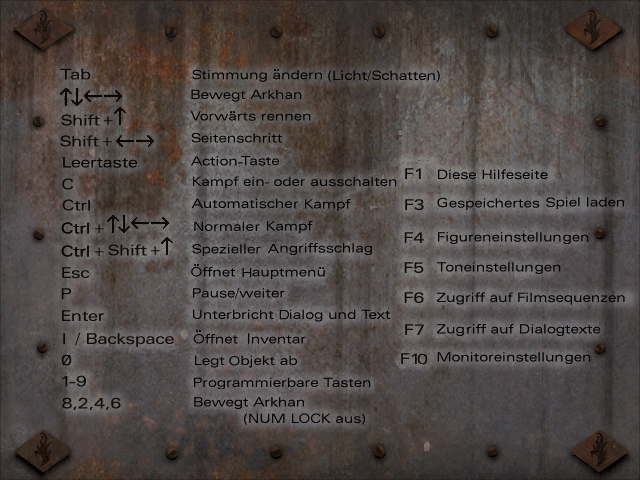 Tab Stimmung ändern (Licht/Schatten)
↑↓←→ Bewegt Arkhan
Shift + ↑ Vorwärts rennen
Shift + ←→ Seitenschritt
Leertaste Action-Taste
C Kampf ein- oder ausschalten
Ctrl Automatischer Kampf
Ctrl + ↑↓←→ Normaler Kampf
Ctrl + Shift + ↑ Spezieller Angriffsschlag
Esc Öffnet Hauptmenü
P Pause/weiter
Enter Unterbricht Dialog und Text
I / Backspace Öffnet Inventar
0 Legt Objekt ab
1-9 Programmierbare Tasten
8,2,4,6 Bewegt Arkhan
(NUM LOCK aus)
F1 Diese Hilfeseite
F3 Gespeichertes Spiel laden
F4 Figureneinstellungen
F5 Toneinstellungen
F6 Zugriff auf Filmsequenzen
F7 Zugriff auf Dialogtexte
F10 Monitoreinstellungen